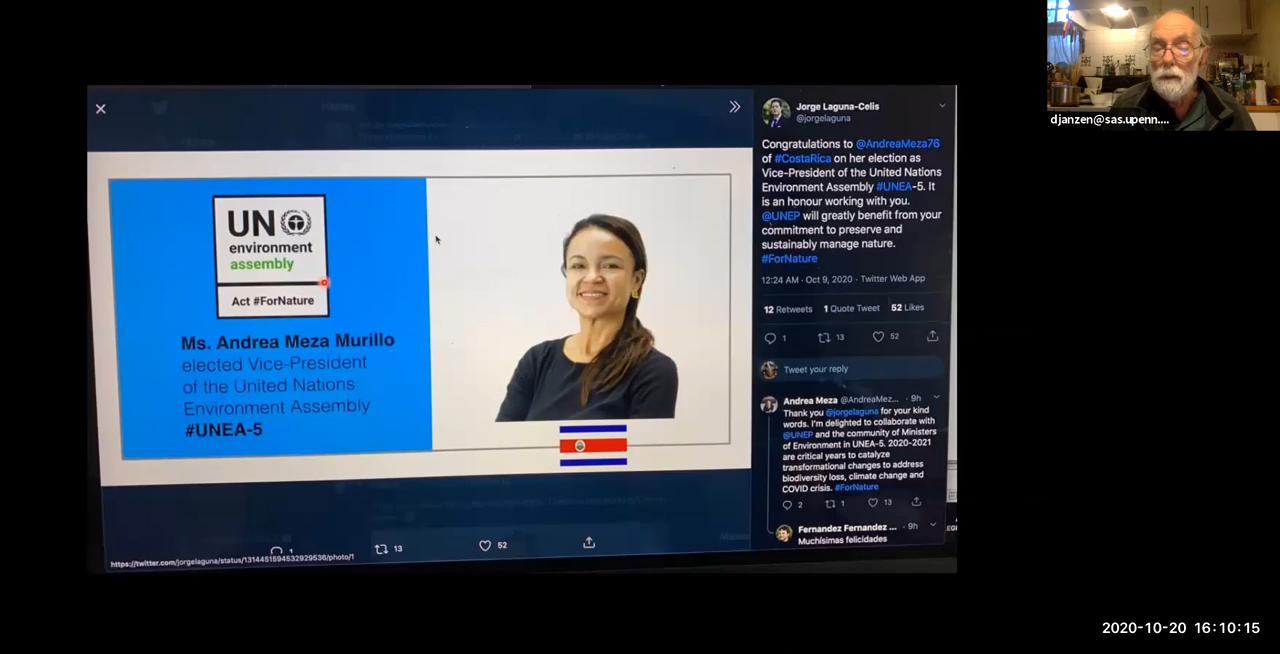 djanzen@sas.upenn....
Jorge Laguna-Celis
@jorgelaguna
UN
environment
assembly
Act #ForNature
Ms. Andrea Meza Murillo
elected Vice-President
of the United Nations
Environment Assembly
#UNEA-5
Congratulations to @AndreaMeza76
of #CostaRica on her election as
Vice-President of the United Nations
Environment Assembly #UNEA-5. It
is an honour working with you.
@UNEP will greatly benefit from your
commitment to preserve and
sustainably manage nature.
#ForNature
12:24 AM · Oct 9, 2020 · Twitter Web App
12 Retweets 1 Quote Tweet 52 Likes
1 13 52
Tweet your reply
Andrea Meza @AndreaMez... · 9h
Thank you @jorgelaguna for your kind
words. I'm delighted to collaborate with
@UNEP and the community of Ministers
of Environment in UNEA-5. 2020-2021
are critical years to catalyze
transformational changes to address
biodiversity loss, climate change and
COVID crisis. #ForNature
2 1 13
Fernandez Fernandez ... · 9h
Muchísimas felicidades
1 13 52
https://twitter.com/jorgelaguna/status/1314451594532929536/photo/1
2020-10-20 16:10:15